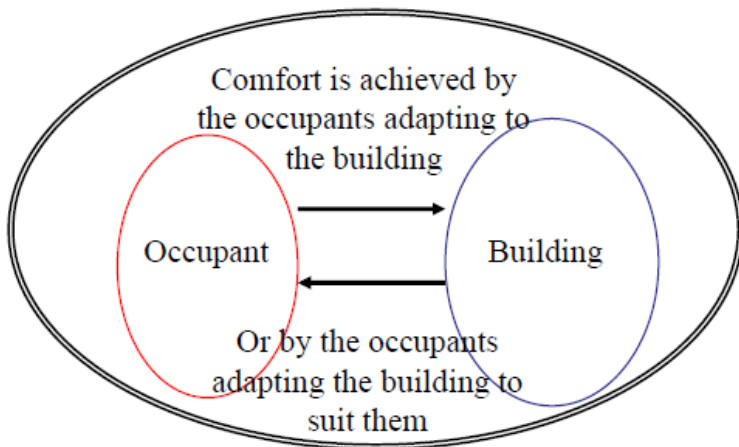 Comfort is achieved by
the occupants adapting to
the building
Occupant
Building
Or by the occupants
adapting the building to
suit them